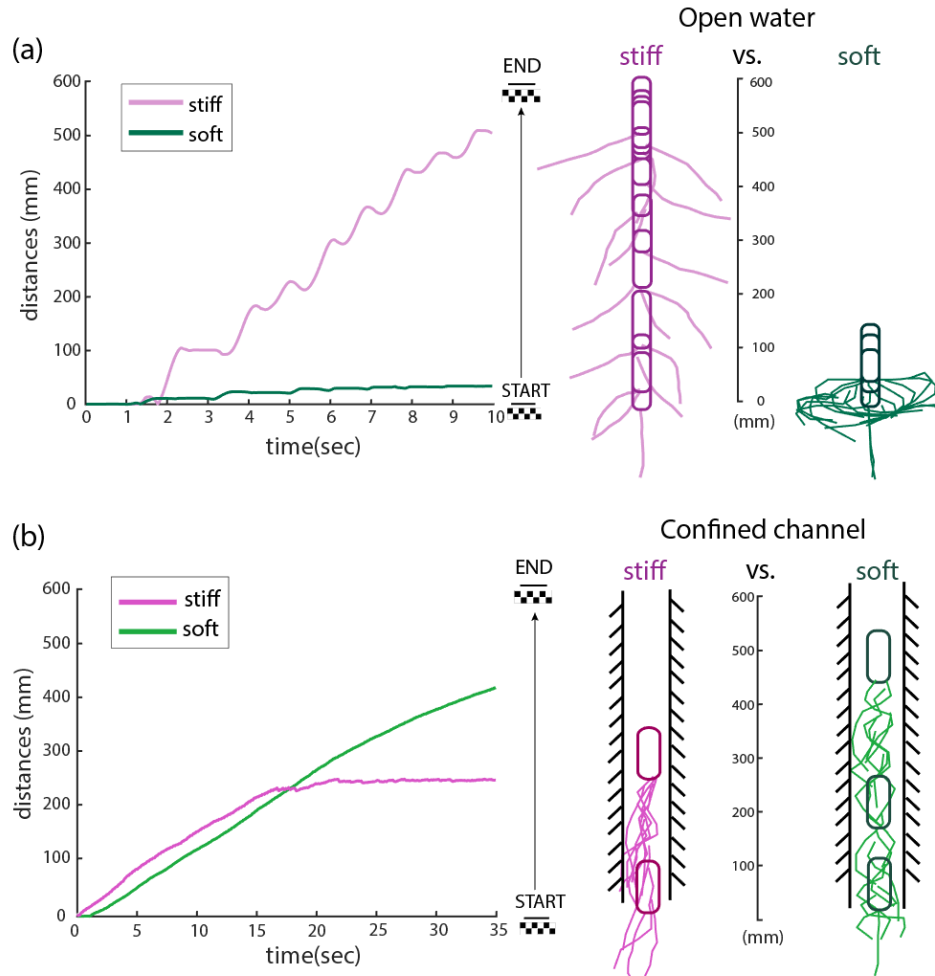 Open water
(a)
stiff vs. soft
600
500
400
300
200
100
0
distances (mm)
stiff
soft
0 1 2 3 4 5 6 7 8 9 10
time(sec)
END
START
600
500
400
300
200
100
0
(mm)
(b)
Confined channel
stiff vs. soft
600
500
400
300
200
100
0
distances (mm)
stiff
soft
0 5 10 15 20 25 30 35
time(sec)
END
START
600
500
400
300
200
100
(mm)